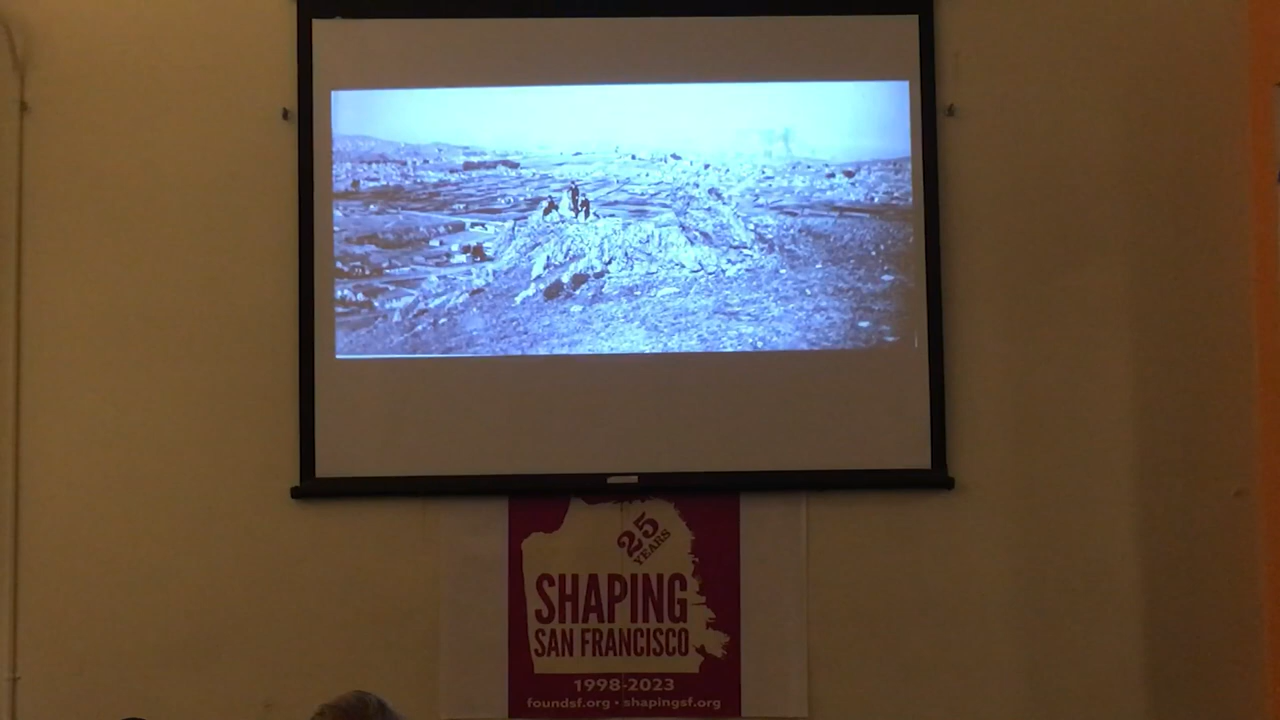 25
YEARS
SHAPING
SAN FRANCISCO
1998-2023
foundsf.org • shapingsf.org